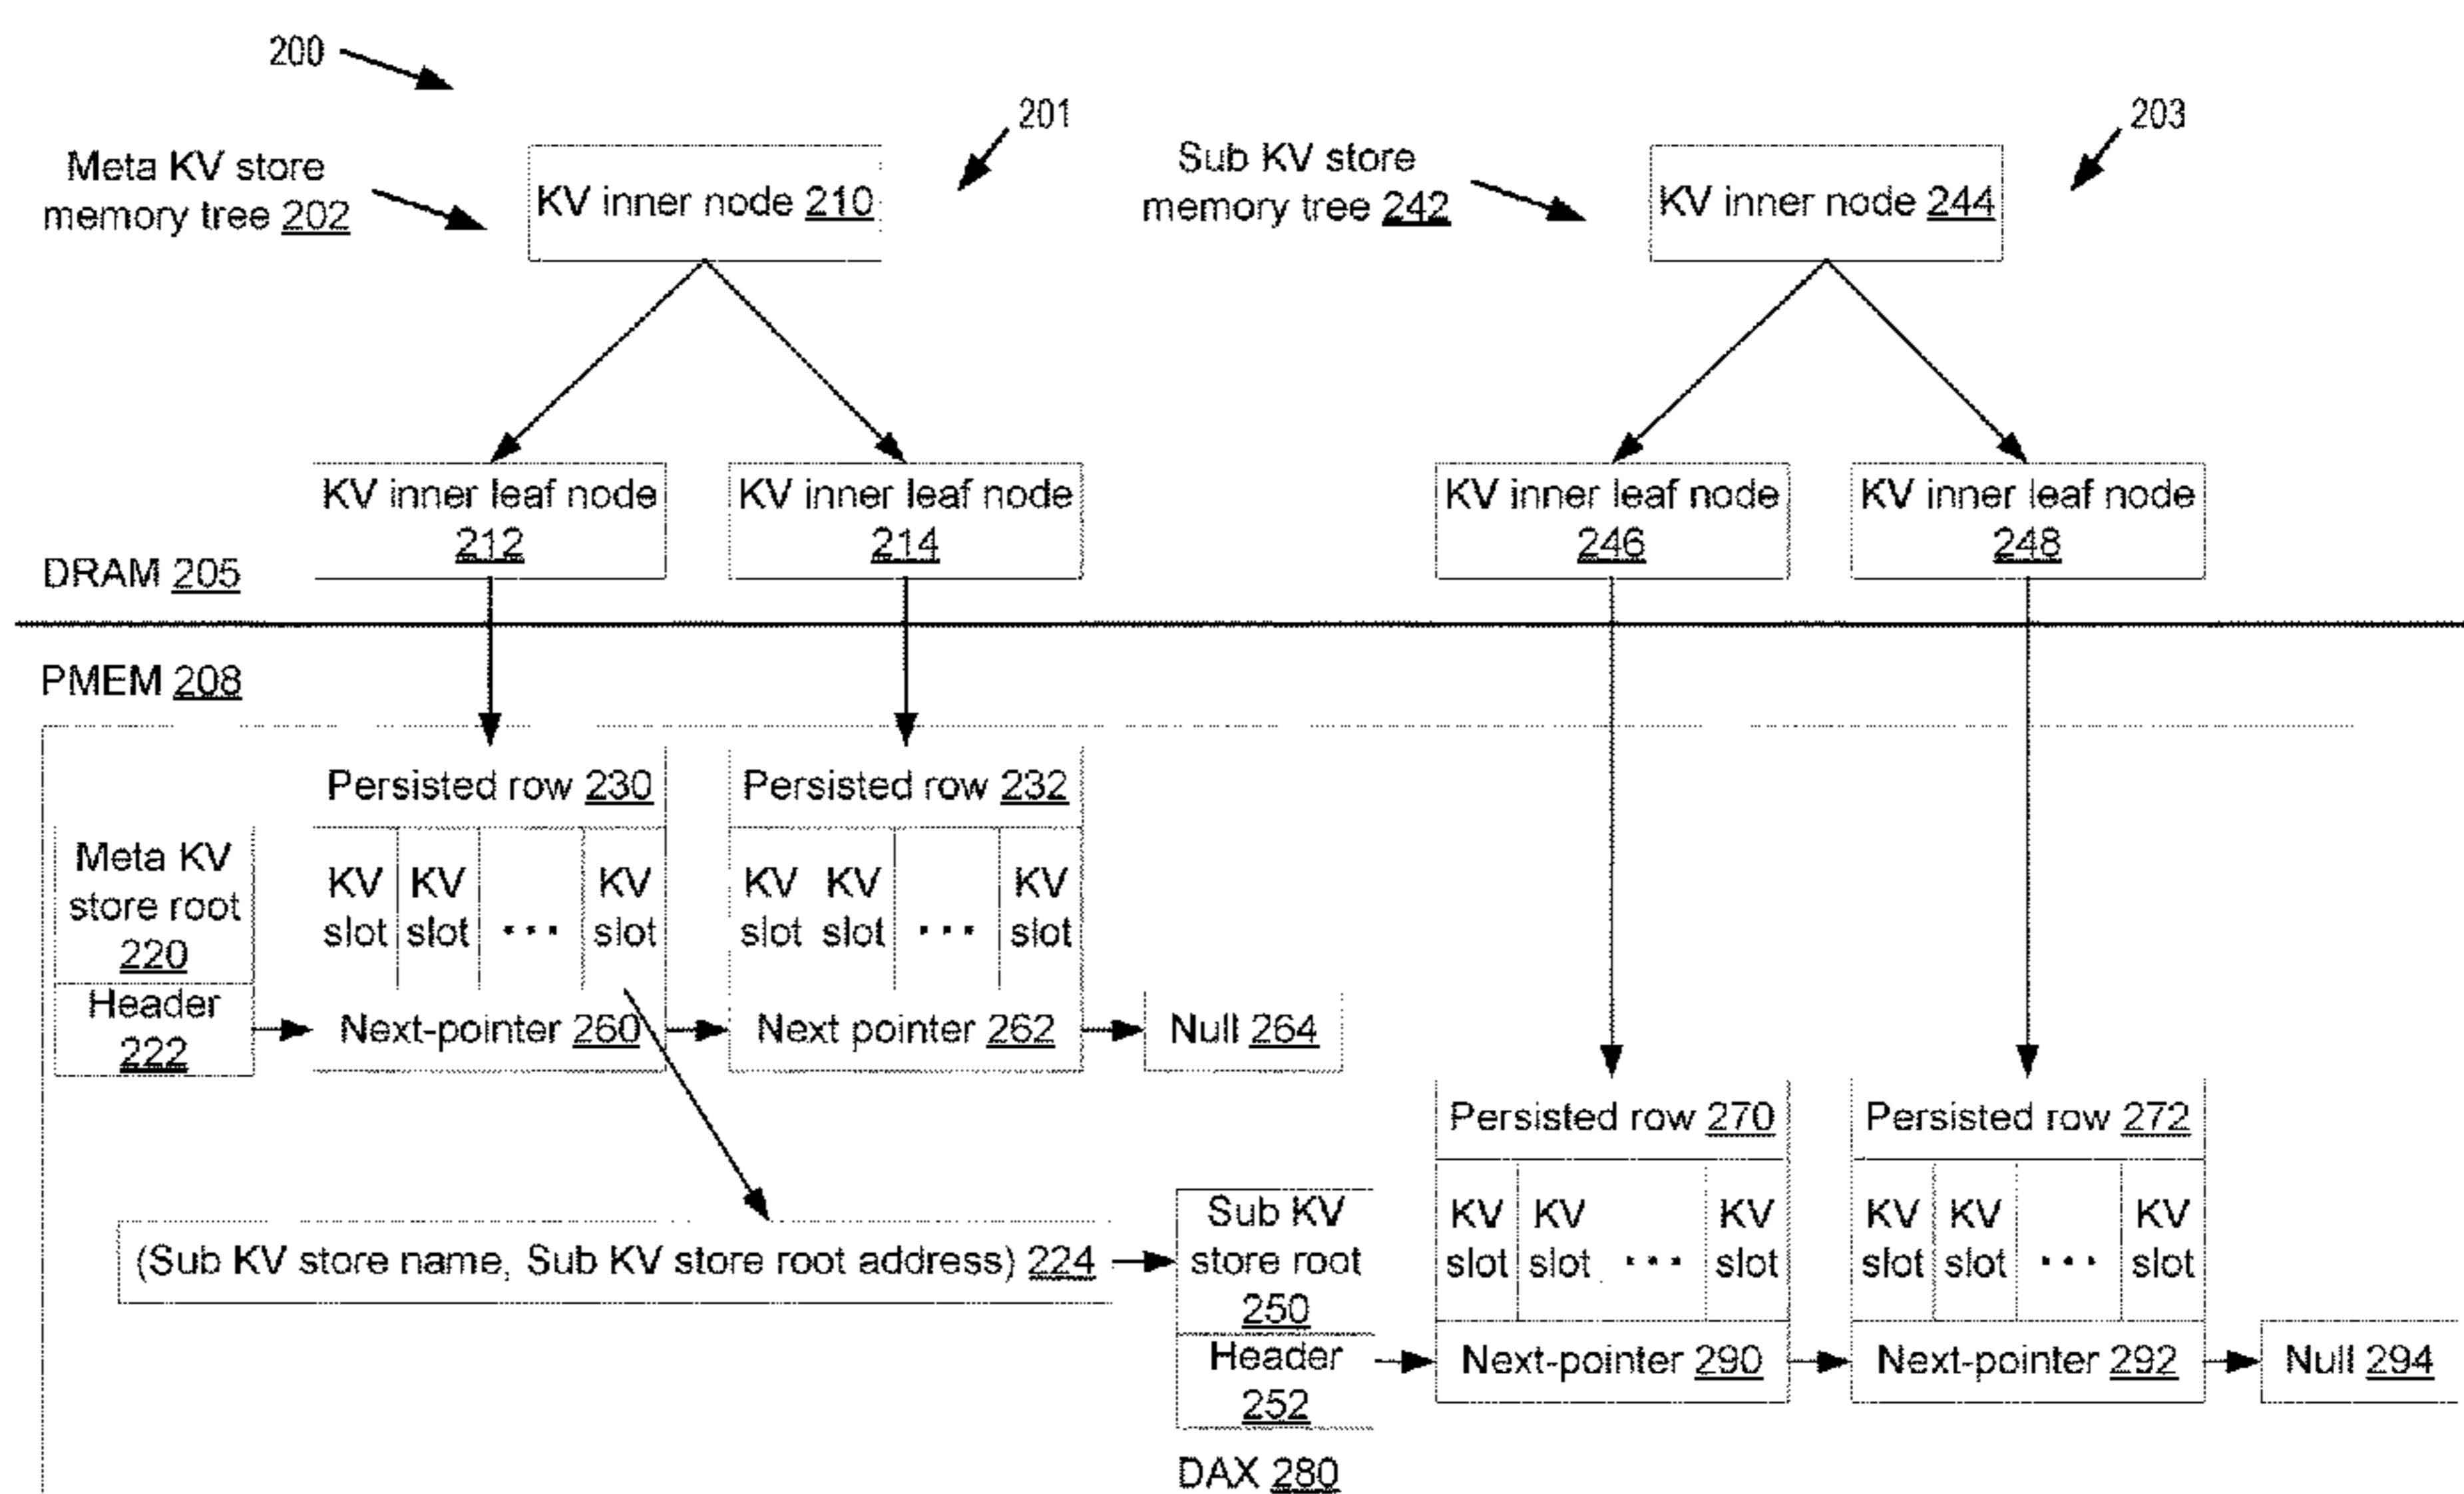 200
201
203
Meta KV store
memory tree 202
KV inner node 210
Sub KV store
memory tree 242
KV inner node 244
KV inner leaf node
212
KV inner leaf node
214
KV inner leaf node
246
KV inner leaf node
248
DRAM 205
PMEM 208
Persisted row 230
KV
slot
KV
slot
...
KV
slot
Persisted row 232
KV
slot
KV
slot
...
KV
slot
Meta KV
store root
220
Header
222
Next-pointer 260
Next pointer 262
Null 264
Persisted row 270
KV
slot
KV
slot
...
KV
slot
Persisted row 272
KV
slot
KV
slot
...
KV
slot
(Sub KV store name, Sub KV store root address) 224
Sub KV
store root
250
Header
252
Next-pointer 290
Next-pointer 292
Null 294
DAX 280